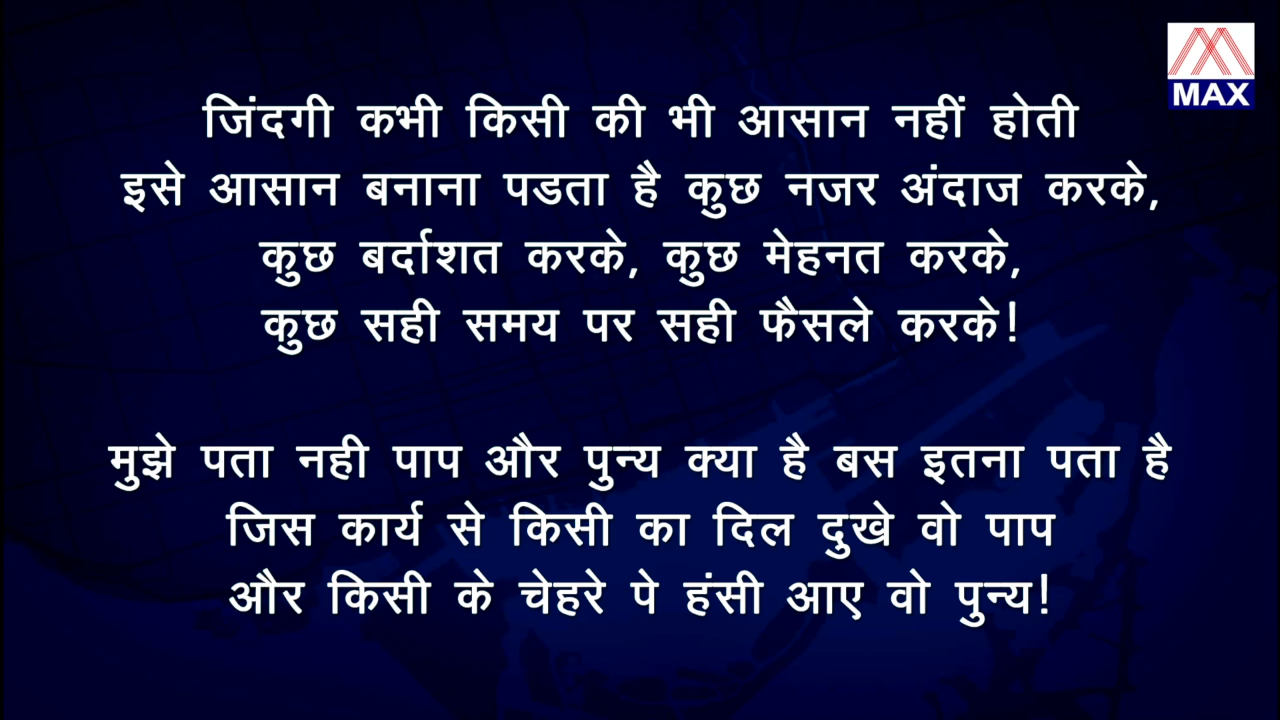 MAX
जिंदगी कभी किसी की भी आसान नहीं होती
इसे आसान बनाना पडता है कुछ नजर अंदाज करके,
कुछ बर्दाशत करके, कुछ मेहनत करके,
कुछ सही समय पर सही फैसले करके!
मुझे पता नही पाप और पुन्य क्या है बस इतना पता है
जिस कार्य से किसी का दिल दुखे वो पाप
और किसी के चेहरे पे हंसी आए वो पुन्य!